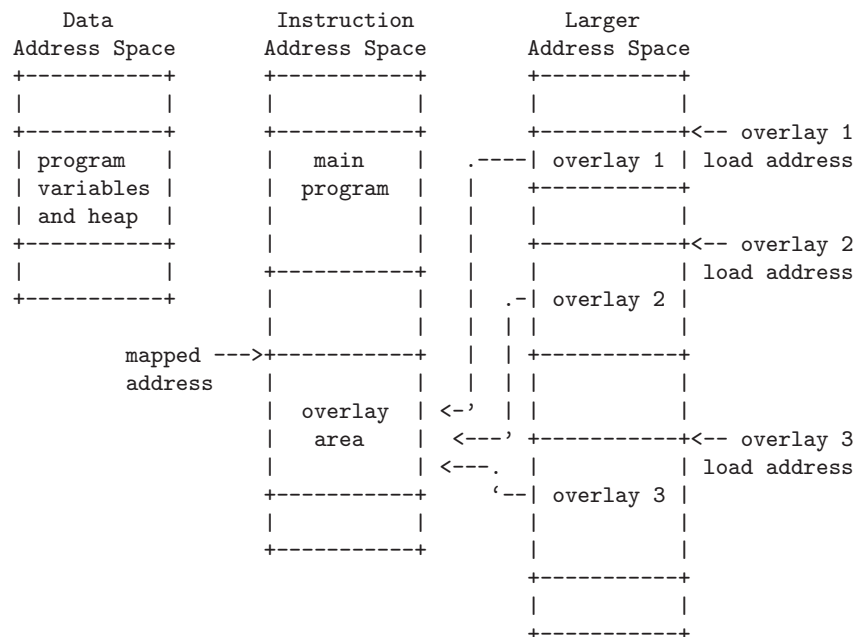 Data             Instruction            Larger
Address Space       Address Space        Address Space
+-----------+       +-----------+        +-----------+
|           |       |           |        |           |
+-----------+       +-----------+        +-----------+<-- overlay 1
| program   |       |   main    |   .----| overlay 1 | load address
| variables |       |  program  |   |    +-----------+
| and heap  |       |           |   |    |           |
+-----------+       |           |   |    +-----------+<-- overlay 2
|           |       +-----------+   |    |           | load address
+-----------+       |           |   |  .-| overlay 2 |
                    |           |   |  | |           |
         mapped --->+-----------+   |  | +-----------+
         address    |           |   |  | |           |
                    |  overlay  | <-'  | |           |
                    |   area    |  <---' +-----------+<-- overlay 3
                    |           | <---.  |           | load address
                    +-----------+     ‘--| overlay 3 |
                    |           |        |           |
                    +-----------+        |           |
                                         +-----------+
                                         |           |
                                         +-----------+